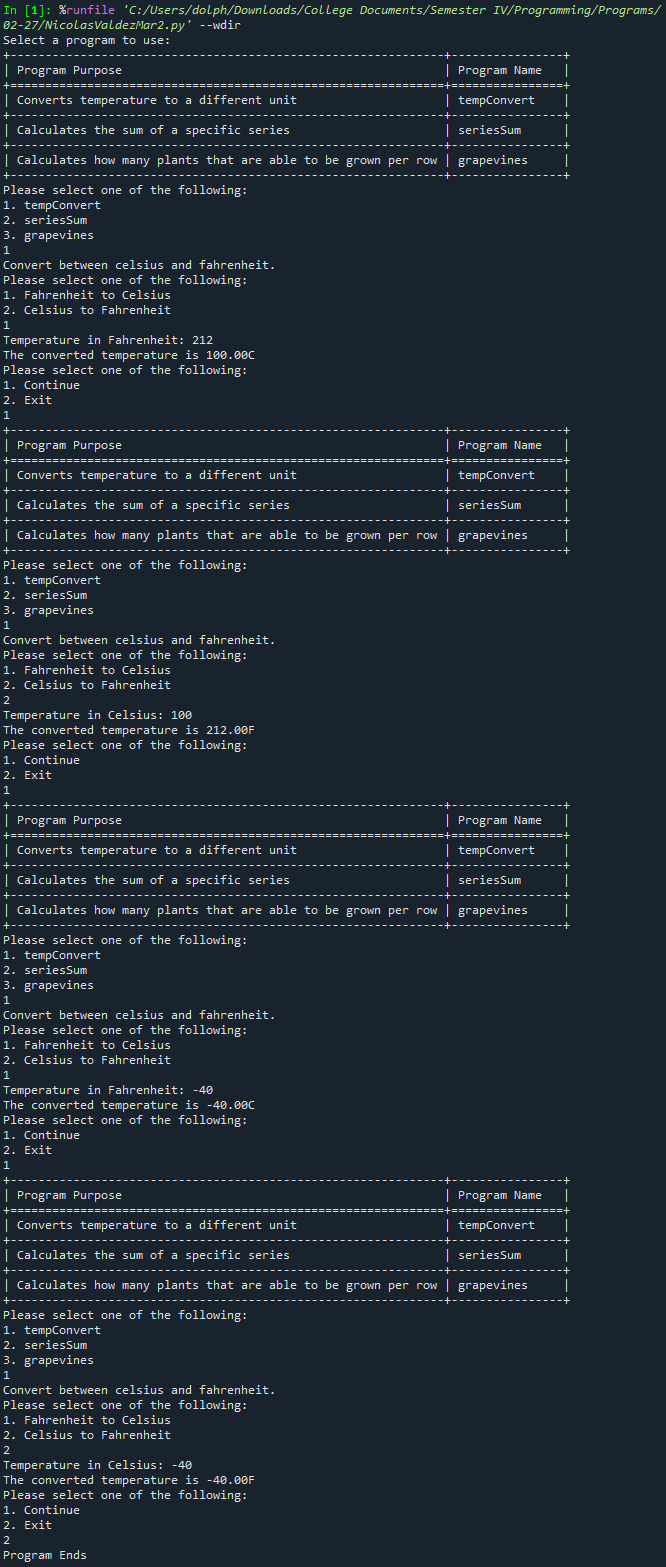 In [1]: %runfile 'C:/Users/dolph/Downloads/College Documents/Semester IV/Programming/Programs/
02-27/NicolasValdezMar2.py' --wdir
Select a program to use:
+--------------------------------------------------------------+----------------+
| Program Purpose                                              | Program Name   |
+==============================================================+================+
| Converts temperature to a different unit                     | tempConvert    |
+--------------------------------------------------------------+----------------+
| Calculates the sum of a specific series                      | seriesSum      |
+--------------------------------------------------------------+----------------+
| Calculates how many plants that are able to be grown per row | grapevines     |
+--------------------------------------------------------------+----------------+
Please select one of the following:
1. tempConvert
2. seriesSum
3. grapevines
1
Convert between celsius and fahrenheit.
Please select one of the following:
1. Fahrenheit to Celsius
2. Celsius to Fahrenheit
1
Temperature in Fahrenheit: 212
The converted temperature is 100.00C
Please select one of the following:
1. Continue
2. Exit
1
+--------------------------------------------------------------+----------------+
| Program Purpose                                              | Program Name   |
+==============================================================+================+
| Converts temperature to a different unit                     | tempConvert    |
+--------------------------------------------------------------+----------------+
| Calculates the sum of a specific series                      | seriesSum      |
+--------------------------------------------------------------+----------------+
| Calculates how many plants that are able to be grown per row | grapevines     |
+--------------------------------------------------------------+----------------+
Please select one of the following:
1. tempConvert
2. seriesSum
3. grapevines
1
Convert between celsius and fahrenheit.
Please select one of the following:
1. Fahrenheit to Celsius
2. Celsius to Fahrenheit
2
Temperature in Celsius: 100
The converted temperature is 212.00F
Please select one of the following:
1. Continue
2. Exit
1
+--------------------------------------------------------------+----------------+
| Program Purpose                                              | Program Name   |
+==============================================================+================+
| Converts temperature to a different unit                     | tempConvert    |
+--------------------------------------------------------------+----------------+
| Calculates the sum of a specific series                      | seriesSum      |
+--------------------------------------------------------------+----------------+
| Calculates how many plants that are able to be grown per row | grapevines     |
+--------------------------------------------------------------+----------------+
Please select one of the following:
1. tempConvert
2. seriesSum
3. grapevines
1
Convert between celsius and fahrenheit.
Please select one of the following:
1. Fahrenheit to Celsius
2. Celsius to Fahrenheit
1
Temperature in Fahrenheit: -40
The converted temperature is -40.00C
Please select one of the following:
1. Continue
2. Exit
1
+--------------------------------------------------------------+----------------+
| Program Purpose                                              | Program Name   |
+==============================================================+================+
| Converts temperature to a different unit                     | tempConvert    |
+--------------------------------------------------------------+----------------+
| Calculates the sum of a specific series                      | seriesSum      |
+--------------------------------------------------------------+----------------+
| Calculates how many plants that are able to be grown per row | grapevines     |
+--------------------------------------------------------------+----------------+
Please select one of the following:
1. tempConvert
2. seriesSum
3. grapevines
1
Convert between celsius and fahrenheit.
Please select one of the following:
1. Fahrenheit to Celsius
2. Celsius to Fahrenheit
2
Temperature in Celsius: -40
The converted temperature is -40.00F
Please select one of the following:
1. Continue
2. Exit
2
Program Ends